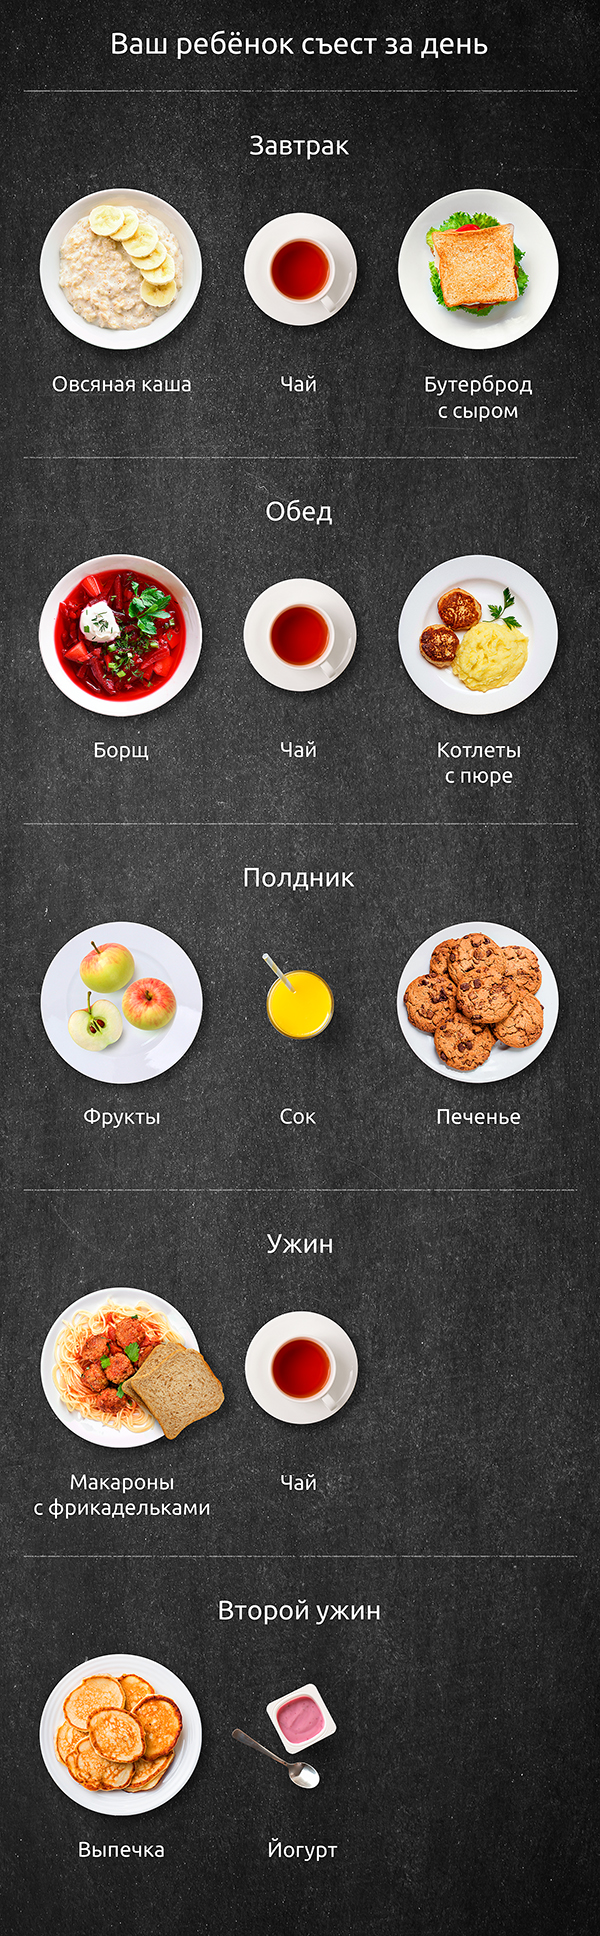 Ваш ребёнок съест за день
Завтрак
Овсяная каша
Чай
Бутерброд
с сыром
Обед
Борщ
Чай
Котлеты
с пюре
Полдник
Фрукты
Сок
Печенье
Ужин
Макароны
с фрикадельками
Чай
Второй ужин
Выпечка
Йогурт